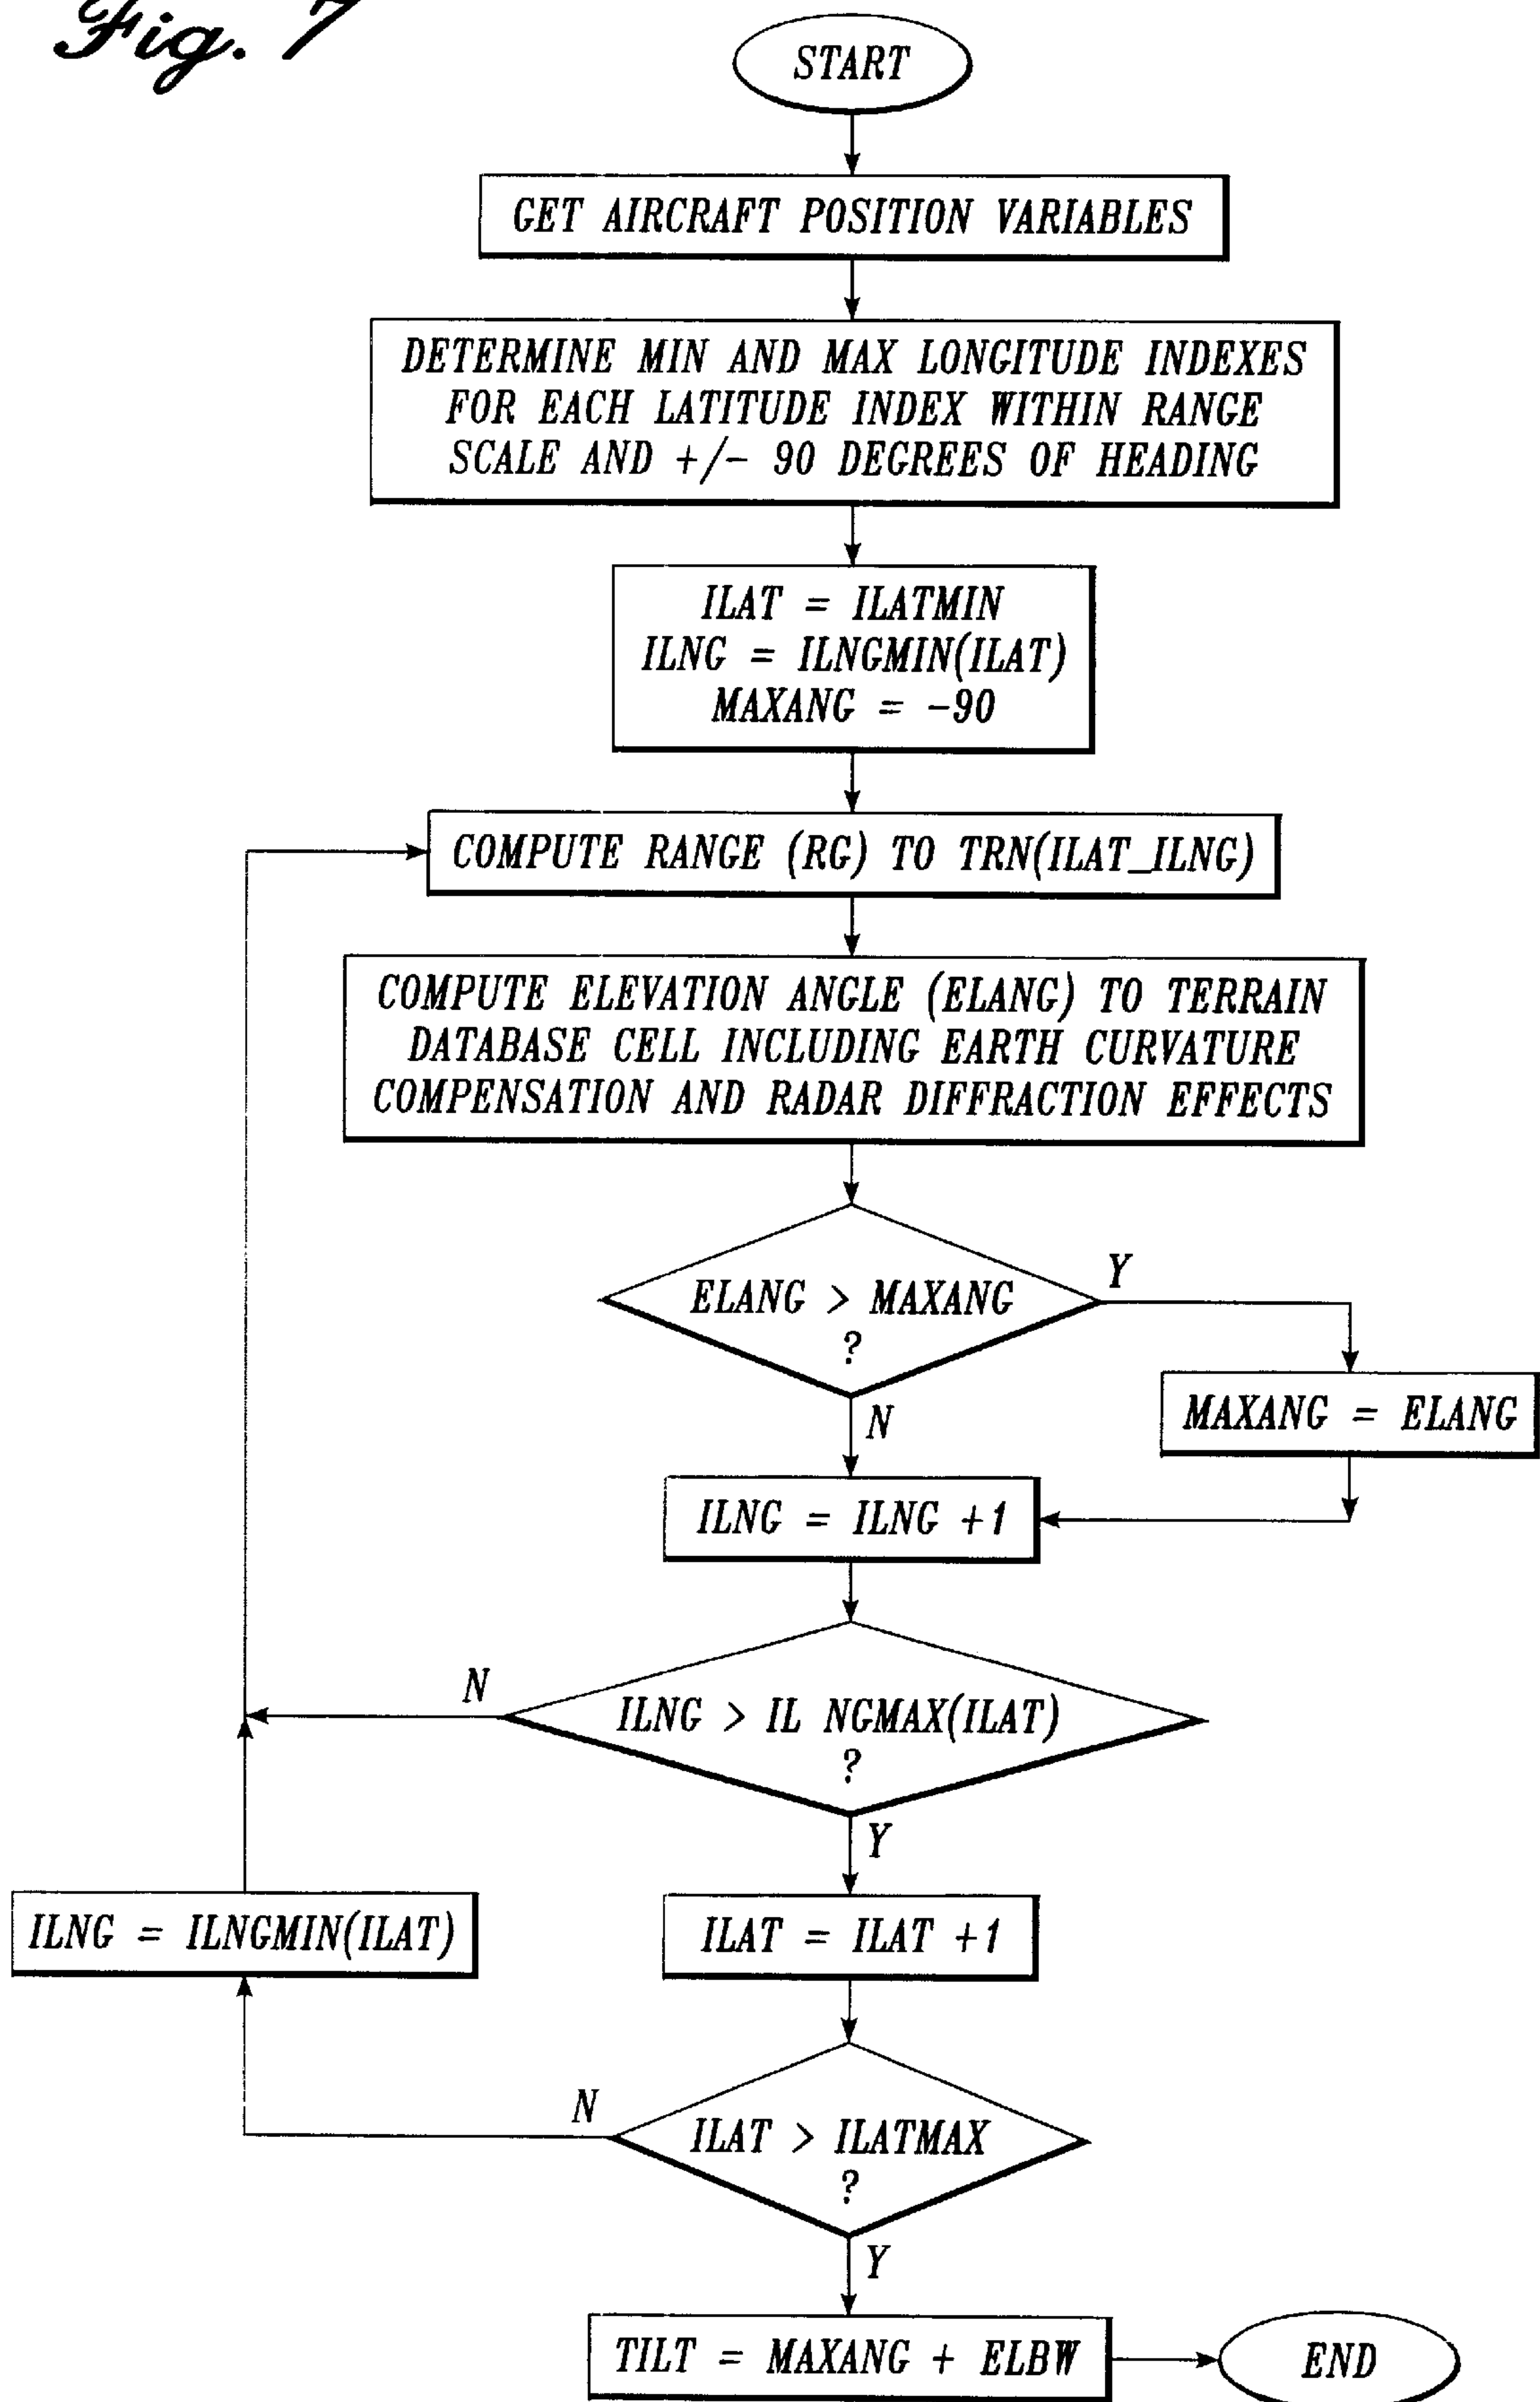 Fig. 7
START
GET AIRCRAFT POSITION VARIABLES
DETERMINE MIN AND MAX LONGITUDE INDEXES
FOR EACH LATITUDE INDEX WITHIN RANGE
SCALE AND +/- 90 DEGREES OF HEADING
ILAT = ILATMIN
ILNG = ILNGMIN(ILAT)
MAXANG = -90
COMPUTE RANGE (RG) TO TRN(ILAT_ILNG)
COMPUTE ELEVATION ANGLE (ELANG) TO TERRAIN
DATABASE CELL INCLUDING EARTH CURVATURE
COMPENSATION AND RADAR DIFFRACTION EFFECTS
ELANG > MAXANG
?
Y
MAXANG = ELANG
N
ILNG = ILNG +1
N
ILNG > IL NGMAX(ILAT)
?
Y
ILNG = ILNGMIN(ILAT)
ILAT = ILAT +1
N
ILAT > ILATMAX
?
Y
TILT = MAXANG + ELBW
END